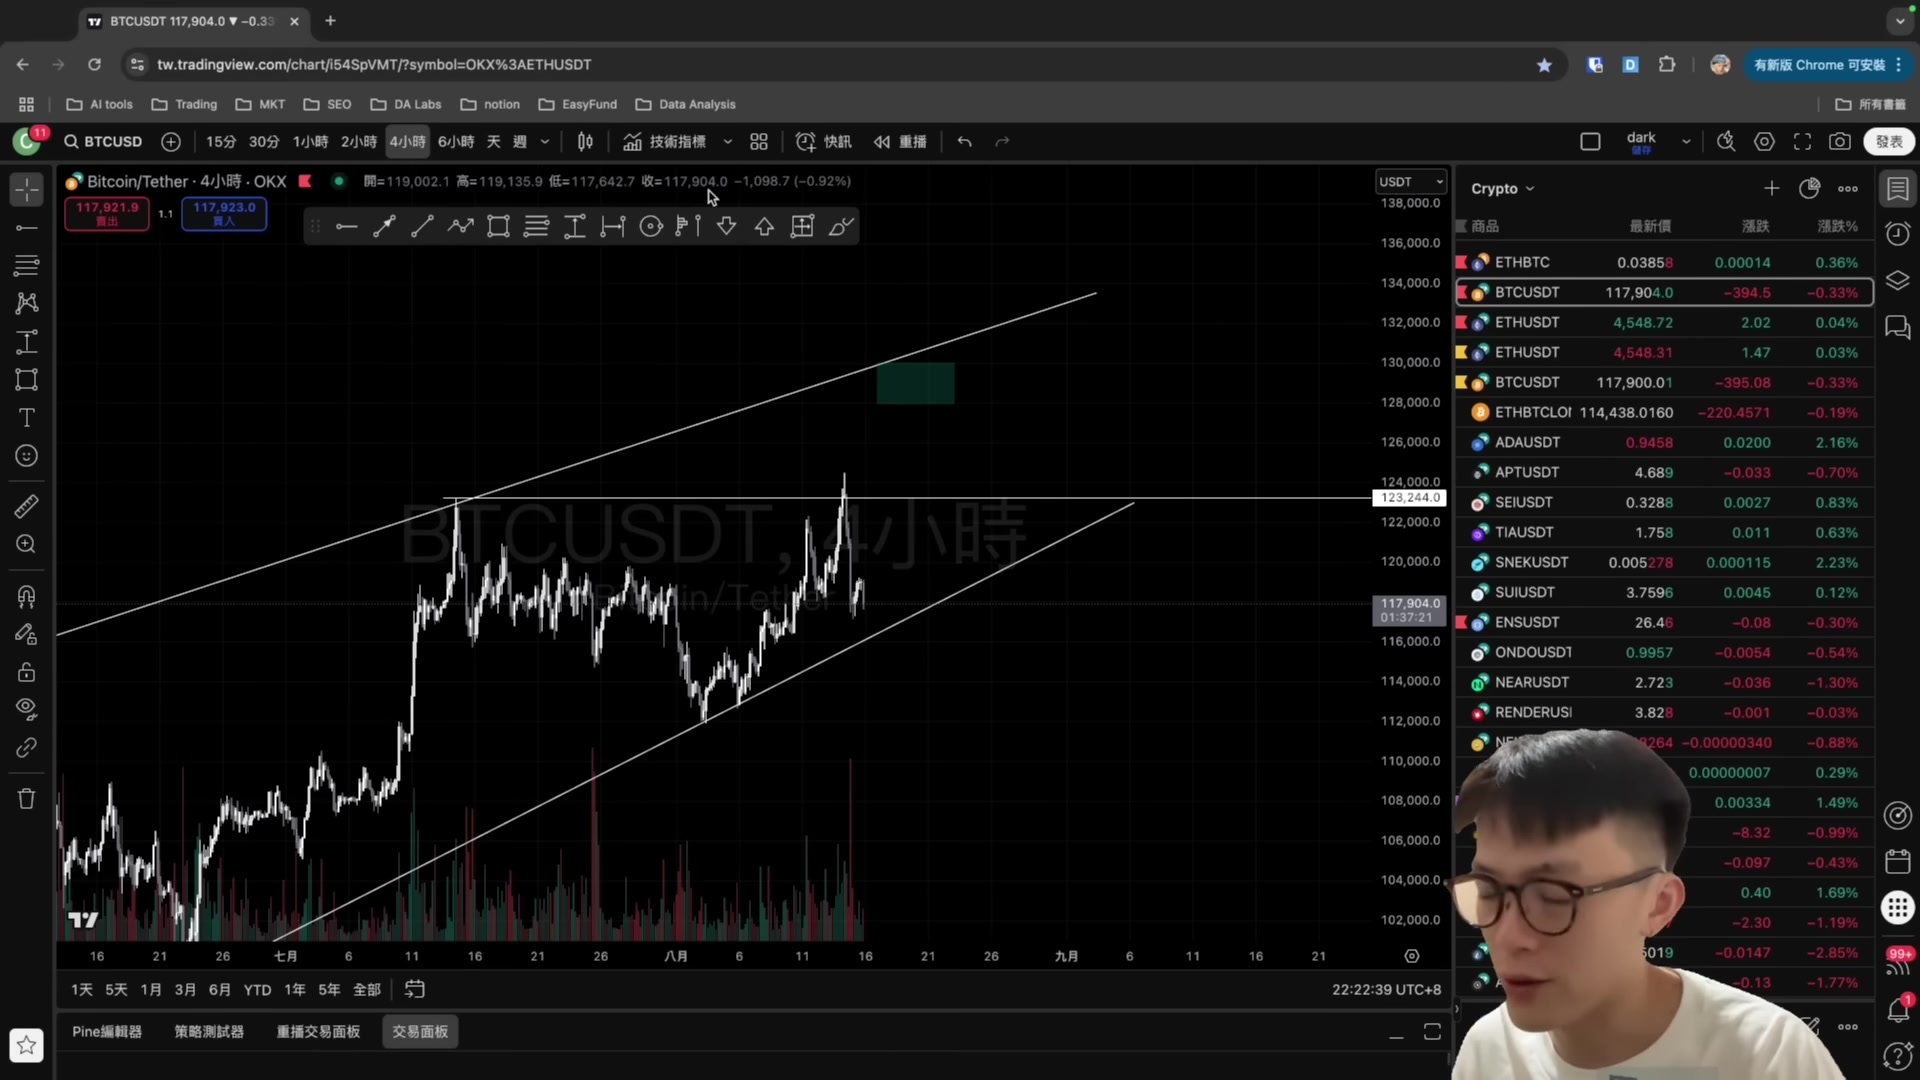 BTCUSDT 117,904.0 ▼ −0.33
tw.tradingview.com/chart/i54SpVMT/?symbol=OKX%3AETHUSDT
有新版 Chrome 可安裝
AI tools Trading MKT SEO DA Labs notion EasyFund Data Analysis 所有書籤
11 BTCUSD 15分 30分 1小時 2小時 4小時 6小時 天 週 技術指標 快訊 重播 dark 儲存 發表
Bitcoin/Tether · 4小時 · OKX 開=119,002.1 高=119,135.9 低=117,642.7 收=117,904.0 −1,098.7 (−0.92%)
117,921.9 賣出 1.1 117,923.0 買入
USDT
138,000.0
136,000.0
134,000.0
132,000.0
130,000.0
128,000.0
126,000.0
124,000.0
123,244.0
122,000.0
120,000.0
117,904.0
01:37:21
116,000.0
114,000.0
112,000.0
110,000.0
108,000.0
106,000.0
104,000.0
102,000.0
BTCUSDT, 4小時
Bitcoin/Tether
16 21 26 七月 6 11 16 21 26 八月 6 11 16 21 26 九月 6 11 16 21
1天 5天 1月 3月 6月 YTD 1年 5年 全部 22:22:39 UTC+8
Pine編輯器 策略測試器 重播交易面板 交易面板
Crypto
商品 最新價 漲跌 漲跌%
ETHBTC 0.03858 0.00014 0.36%
BTCUSDT 117,904.0 −394.5 −0.33%
ETHUSDT 4,548.72 2.02 0.04%
ETHUSDT 4,548.31 1.47 0.03%
BTCUSDT 117,900.01 −395.08 −0.33%
ETHBTCLO 114,438.0160 −220.4571 −0.19%
ADAUSDT 0.9458 0.0200 2.16%
APTUSDT 4.689 −0.033 −0.70%
SEIUSDT 0.3288 0.0027 0.83%
TIAUSDT 1.758 0.011 0.63%
SNEKUSDT 0.005278 0.000115 2.23%
SUIUSDT 3.7596 0.0045 0.12%
ENSUSDT 26.46 −0.08 −0.30%
ONDOUSDT 0.9957 −0.0054 −0.54%
NEARUSDT 2.723 −0.036 −1.30%
RENDERUS 3.828 −0.001 −0.03%
8264 −0.00000340 −0.88%
0.00000007 0.29%
0.00334 1.49%
−8.32 −0.99%
−0.097 −0.43%
0.40 1.69%
−2.30 −1.19%
5019 −0.0147 −2.85%
−0.13 −1.77%
99+
1